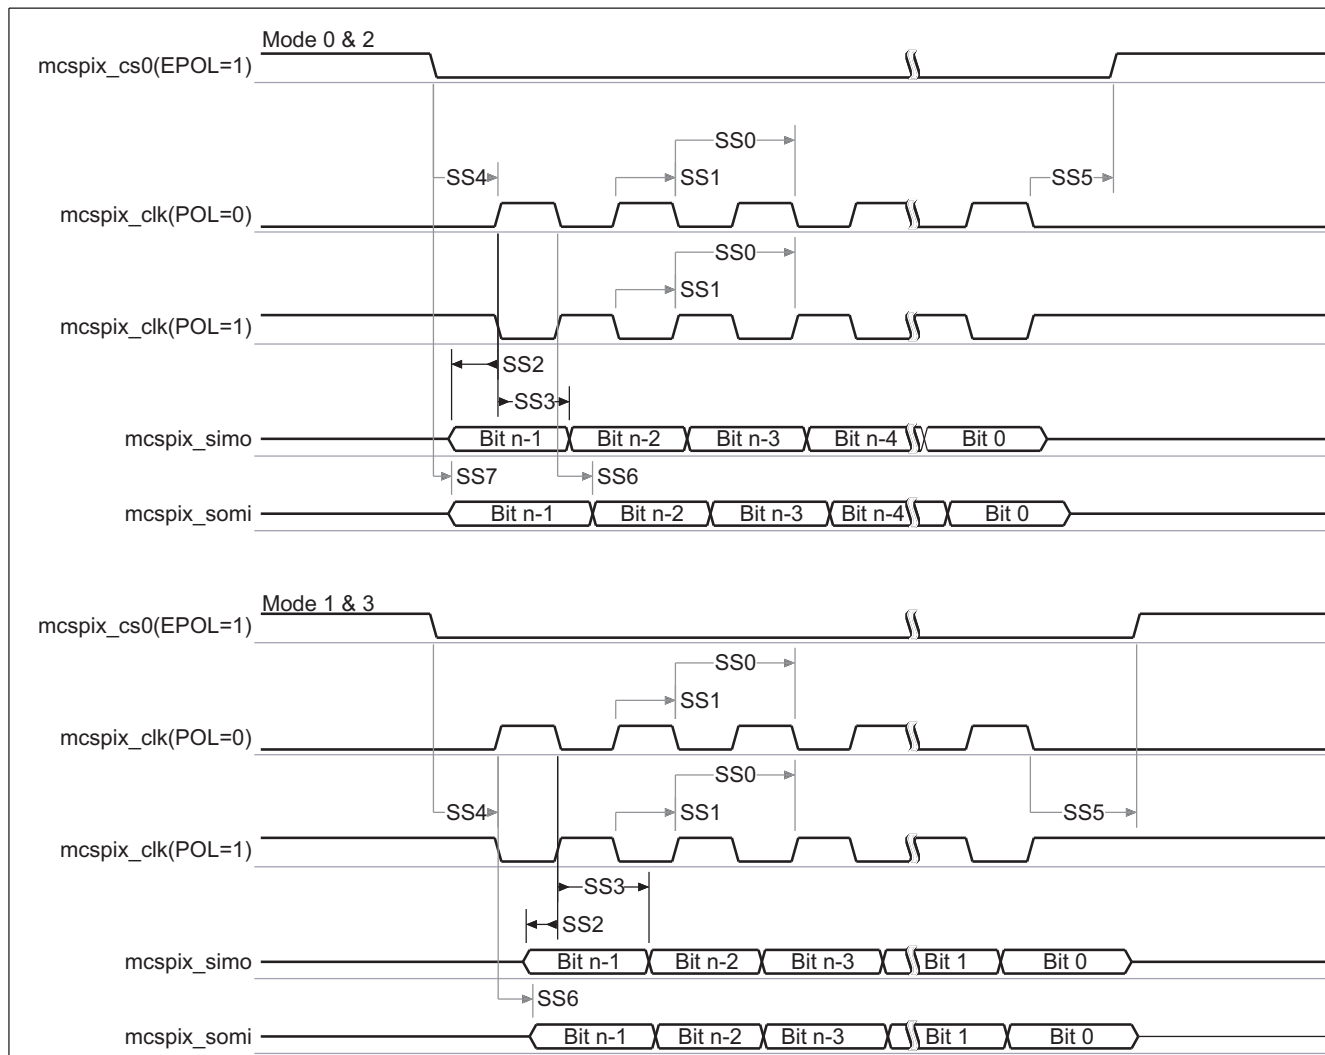 Mode 0 & 2
mcspix_cs0(EPOL=1)
SS0
SS4 SS1 SS5
mcspix_clk(POL=0)
SS0
SS1
mcspix_clk(POL=1)
SS2
SS3
mcspix_simo Bit n-1 Bit n-2 Bit n-3 Bit n-4 Bit 0
SS7 SS6
mcspix_somi Bit n-1 Bit n-2 Bit n-3 Bit n-4 Bit 0
Mode 1 & 3
mcspix_cs0(EPOL=1)
SS0
SS1
mcspix_clk(POL=0)
SS0
SS4 SS1 SS5
mcspix_clk(POL=1)
SS3
SS2
mcspix_simo Bit n-1 Bit n-2 Bit n-3 Bit 1 Bit 0
SS6
mcspix_somi Bit n-1 Bit n-2 Bit n-3 Bit 1 Bit 0